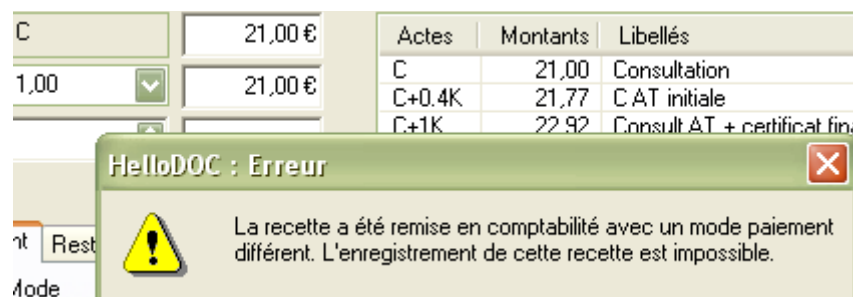 C 21,00 € Actes Montants Libellés
1,00 21,00 € C 21,00 Consultation
C+0.4K 21,77 C AT initiale
C+1K 22,92 Consult AT + certificat
HelloDOC : Erreur
La recette a été remise en comptabilité avec un mode paiement
différent. L'enregistrement de cette recette est impossible.
Rest
Mode